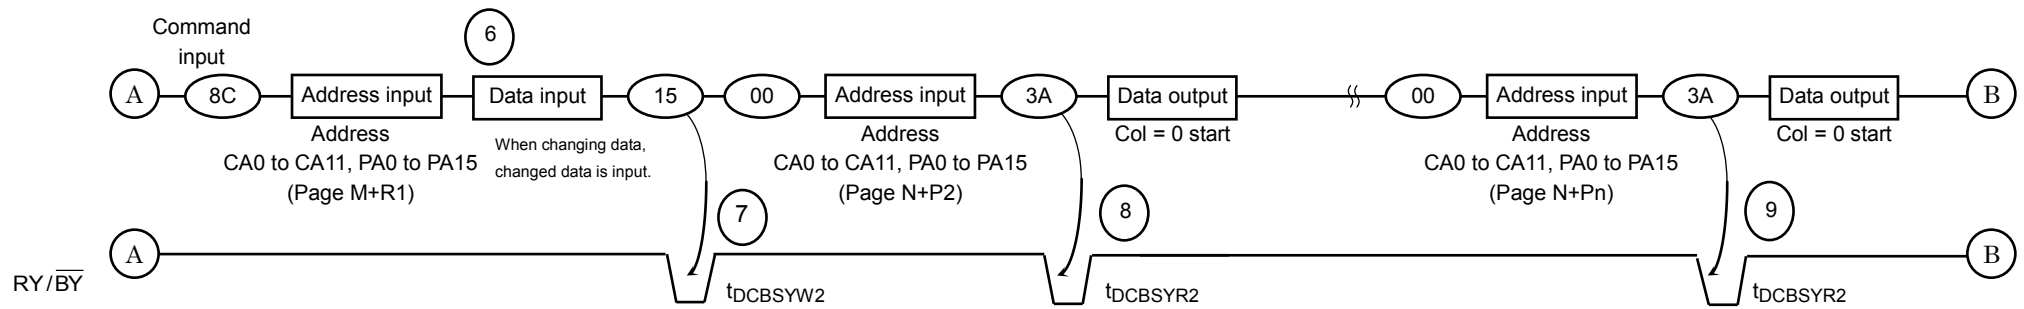 Command
input
6
A 8C Address input Data input 15 00 Address input 3A Data output 00 Address input 3A Data output B
Address
CA0 to CA11, PA0 to PA15
(Page M+R1)
When changing data,
changed data is input.
Address
CA0 to CA11, PA0 to PA15
(Page N+P2)
Col = 0 start
Address
CA0 to CA11, PA0 to PA15
(Page N+Pn)
Col = 0 start
7
8
9
A
B
RY/BY
tDCBSYW2
tDCBSYR2
tDCBSYR2